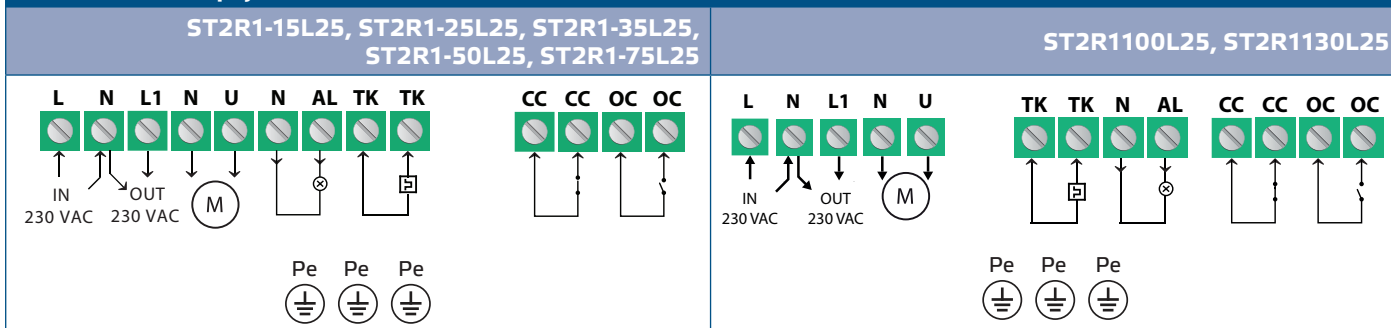 ST2R1-15L25, ST2R1-25L25, ST2R1-35L25,
ST2R1-50L25, ST2R1-75L25
ST2R1100L25, ST2R1130L25
L N L1 N U N AL TK TK CC CC OC OC
IN
230 VAC
OUT
230 VAC
M
Pe Pe Pe
L N L1 N U TK TK N AL CC CC OC OC
IN
230 VAC
OUT
230 VAC
M
Pe Pe Pe